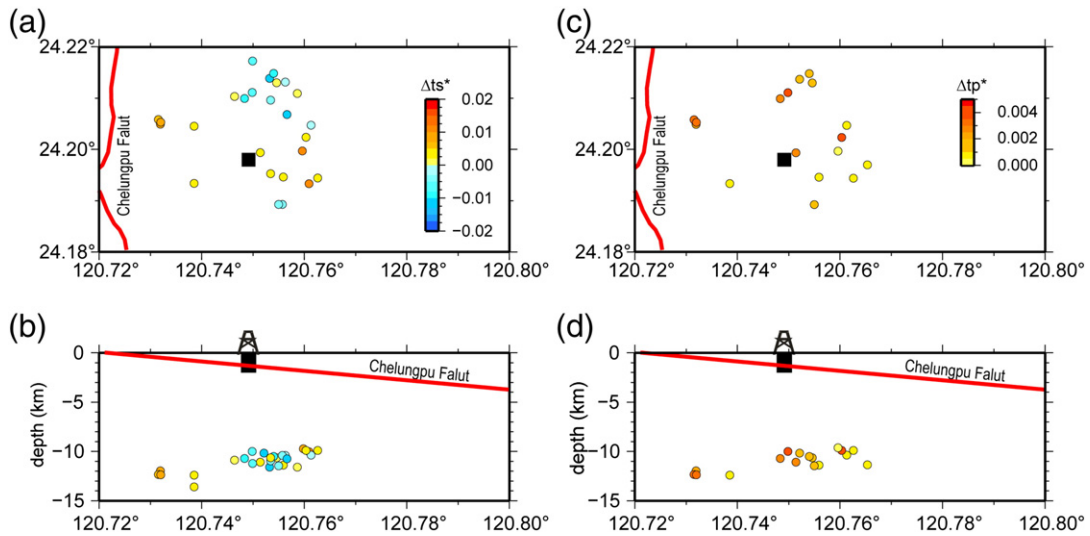 (a)
24.22°
24.20°
24.18°
Chelungpu Falut
Δts*
0.02
0.01
0.00
−0.01
−0.02
120.72° 120.74° 120.76° 120.78° 120.80°
(c)
24.22°
24.20°
24.18°
Chelungpu Falut
Δtp*
0.004
0.002
0.000
120.72° 120.74° 120.76° 120.78° 120.80°
(b)
depth (km)
0
−5
−10
−15
Chelungpu Falut
120.72° 120.74° 120.76° 120.78° 120.80°
(d)
depth (km)
0
−5
−10
−15
Chelungpu Falut
120.72° 120.74° 120.76° 120.78° 120.80°